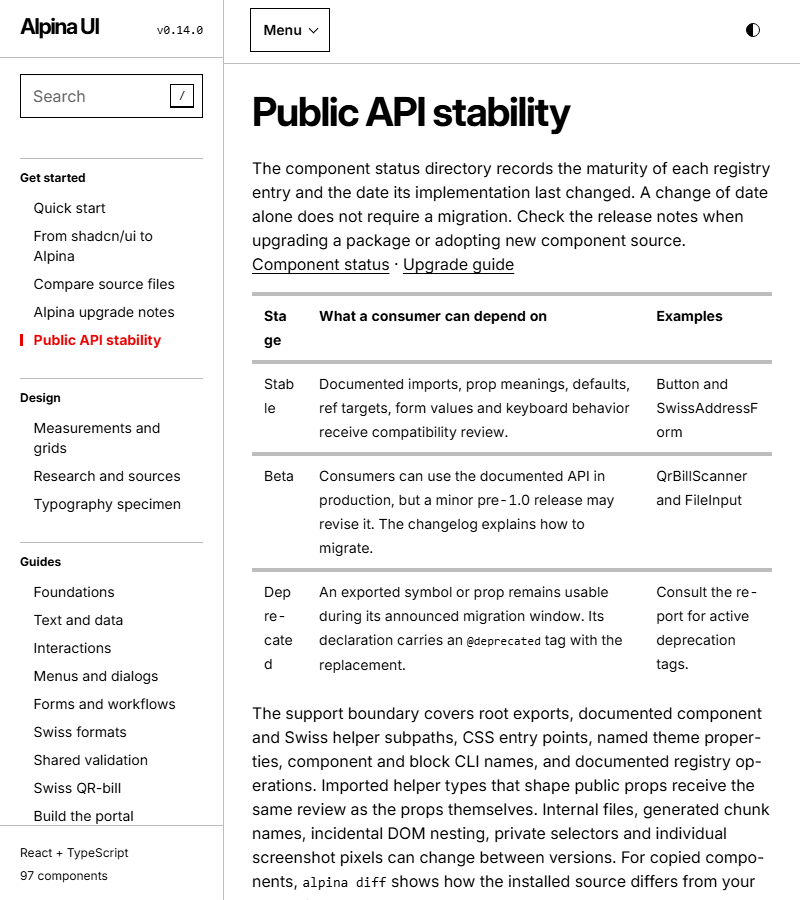 Alpina UI
v0.14.0
Search
/
Get started
Quick start
From shadcn/ui to
Alpina
Compare source files
Alpina upgrade notes
Public API stability
Design
Measurements and
grids
Research and sources
Typography specimen
Guides
Foundations
Text and data
Interactions
Menus and dialogs
Forms and workflows
Swiss formats
Shared validation
Swiss QR-bill
Build the portal
React + TypeScript
97 components
Menu
Public API stability
The component status directory records the maturity of each registry
entry and the date its implementation last changed. A change of date
alone does not require a migration. Check the release notes when
upgrading a package or adopting new component source.
Component status · Upgrade guide
Sta
ge
What a consumer can depend on
Examples
Stab
le
Documented imports, prop meanings, defaults,
ref targets, form values and keyboard behavior
receive compatibility review.
Button and
SwissAddressF
orm
Beta
Consumers can use the documented API in
production, but a minor pre-1.0 release may
revise it. The changelog explains how to
migrate.
QrBillScanner
and FileInput
Dep
re-
cate
d
An exported symbol or prop remains usable
during its announced migration window. Its
declaration carries an @deprecated tag with the
replacement.
Consult the re-
port for active
deprecation
tags.
The support boundary covers root exports, documented component
and Swiss helper subpaths, CSS entry points, named theme proper-
ties, component and block CLI names, and documented registry op-
erations. Imported helper types that shape public props receive the
same review as the props themselves. Internal files, generated chunk
names, incidental DOM nesting, private selectors and individual
screenshot pixels can change between versions. For copied compo-
nents, alpina diff shows how the installed source differs from your